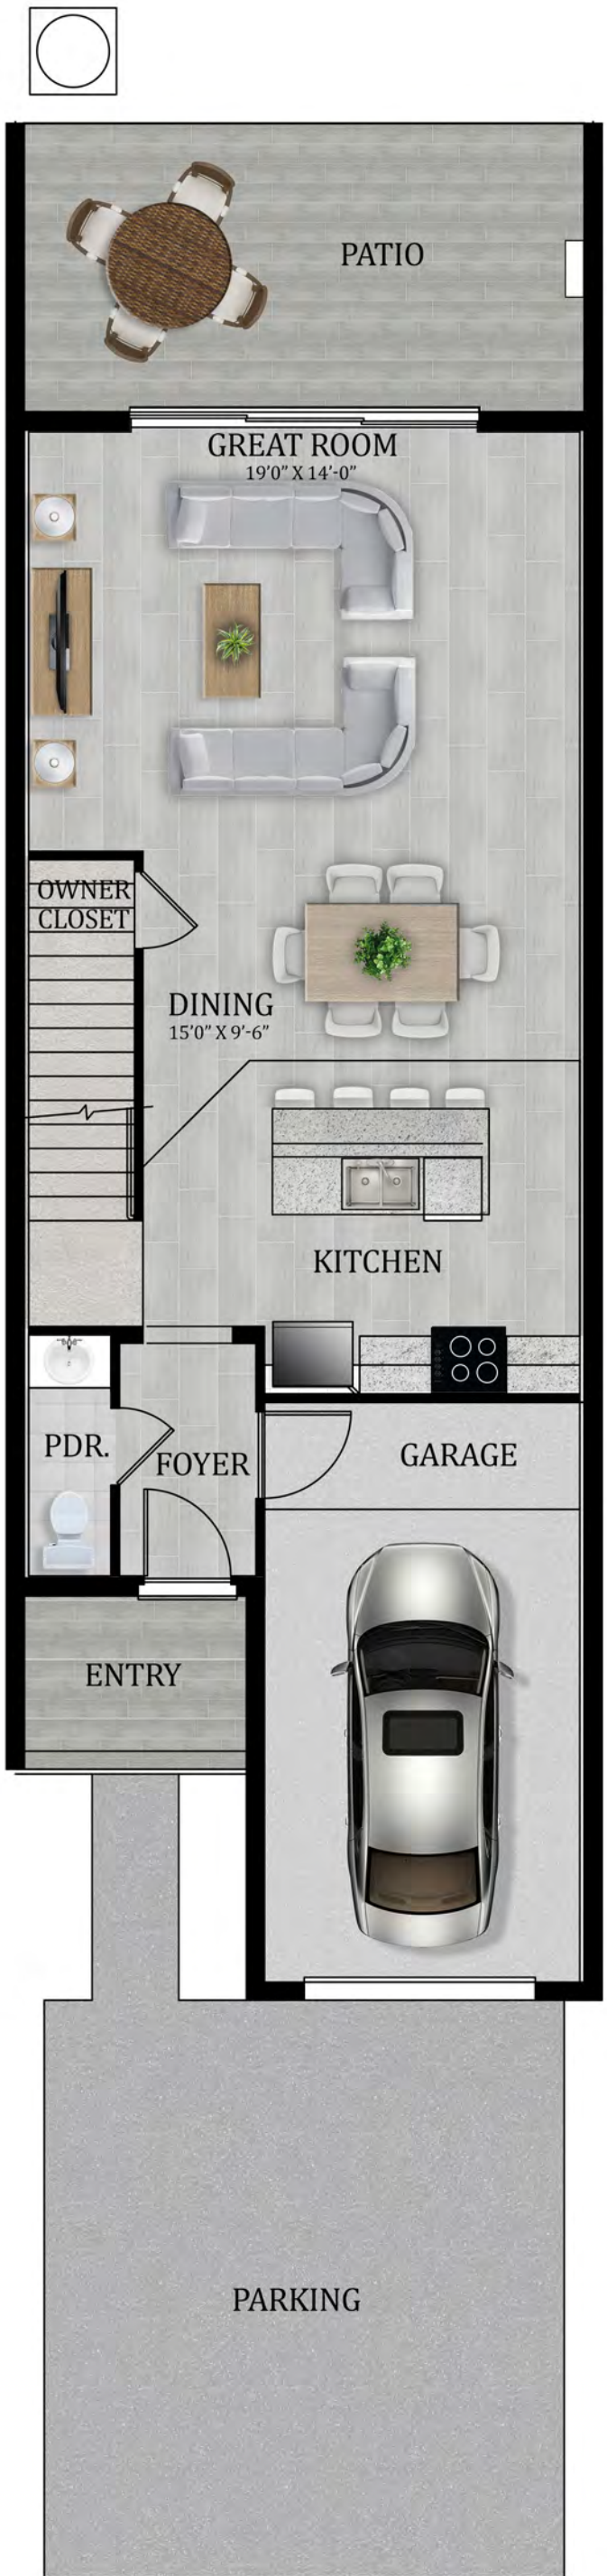 PATIO
GREAT ROOM
19'0" X 14'-0"
OWNER
CLOSET
DINING
15'0" X 9'-6"
KITCHEN
PDR.
FOYER
GARAGE
ENTRY
PARKING